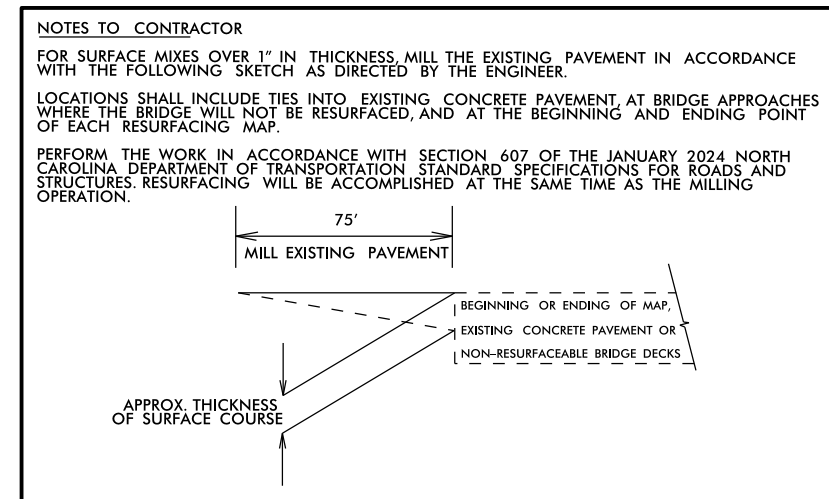 NOTES TO CONTRACTOR
FOR SURFACE MIXES OVER 1" IN THICKNESS, MILL THE EXISTING PAVEMENT IN ACCORDANCE
WITH THE FOLLOWING SKETCH AS DIRECTED BY THE ENGINEER.
LOCATIONS SHALL INCLUDE TIES INTO EXISTING CONCRETE PAVEMENT, AT BRIDGE APPROACHES
WHERE THE BRIDGE WILL NOT BE RESURFACED, AND AT THE BEGINNING AND ENDING POINT
OF EACH RESURFACING MAP.
PERFORM THE WORK IN ACCORDANCE WITH SECTION 607 OF THE JANUARY 2024 NORTH
CAROLINA DEPARTMENT OF TRANSPORTATION STANDARD SPECIFICATIONS FOR ROADS AND
STRUCTURES. RESURFACING WILL BE ACCOMPLISHED AT THE SAME TIME AS THE MILLING
OPERATION.
75'
MILL EXISTING PAVEMENT
BEGINNING OR ENDING OF MAP,
EXISTING CONCRETE PAVEMENT OR
NON-RESURFACEABLE BRIDGE DECKS
APPROX. THICKNESS
OF SURFACE COURSE